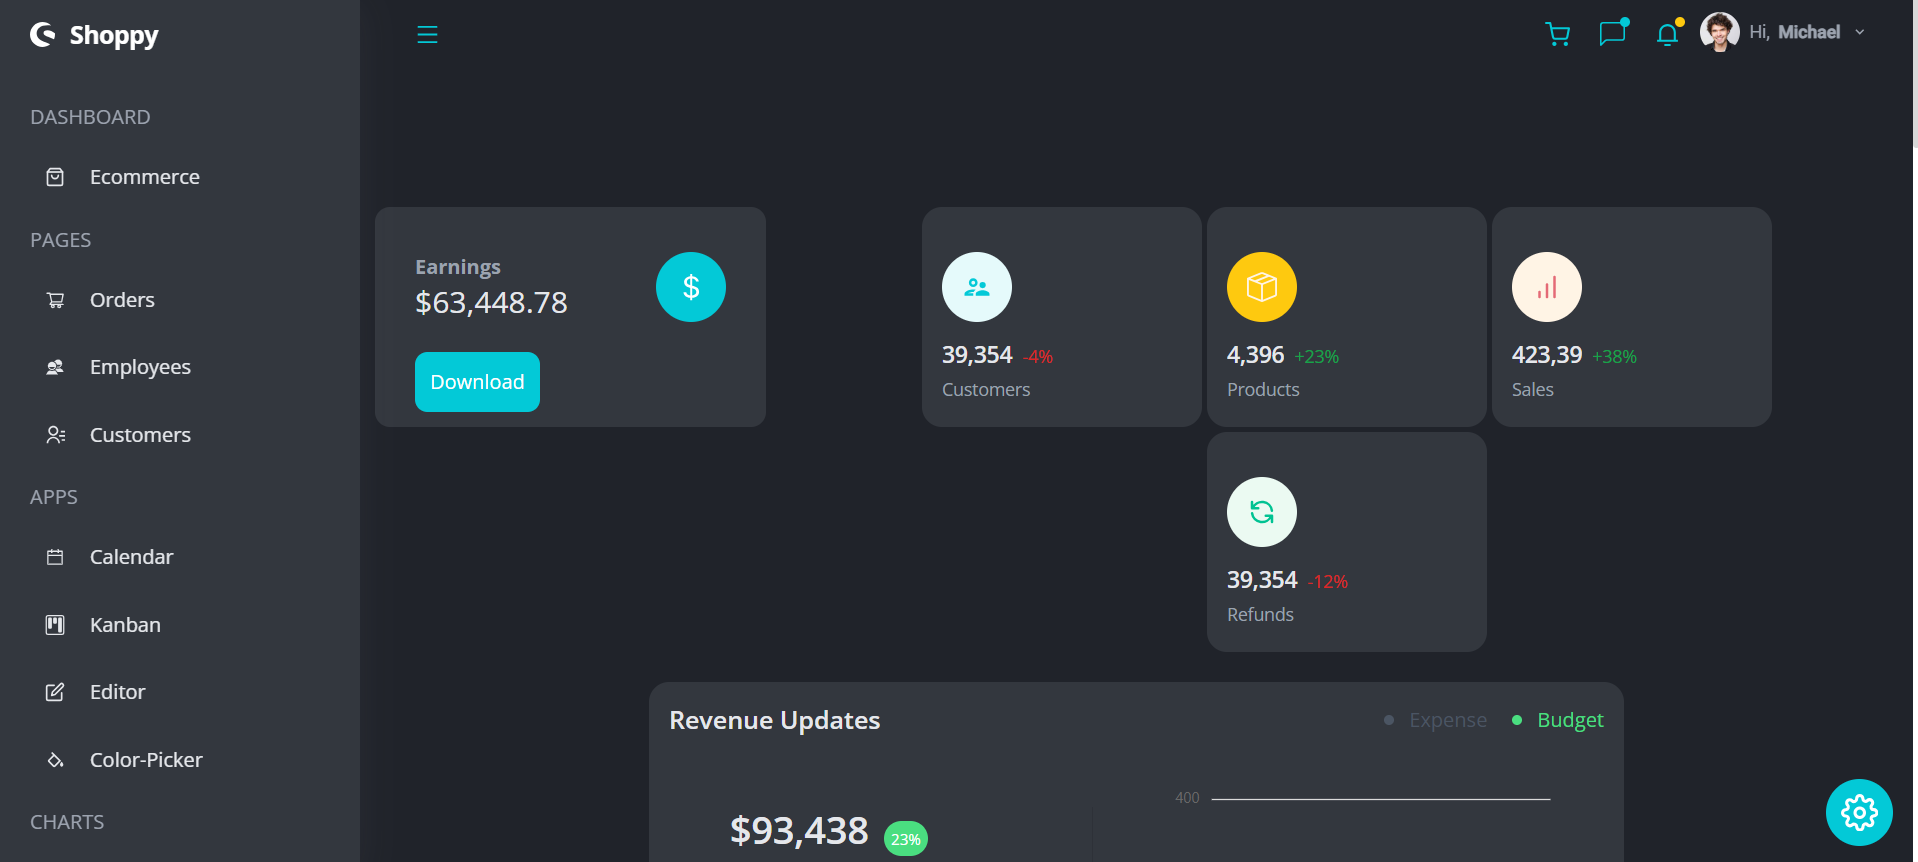 Shoppy
Hi, Michael
DASHBOARD
Ecommerce
PAGES
Orders
Employees
Customers
APPS
Calendar
Kanban
Editor
Color-Picker
CHARTS
Earnings
$63,448.78
$
Download
39,354 -4%
Customers
4,396 +23%
Products
423,39 +38%
Sales
39,354 -12%
Refunds
Revenue Updates
Expense
Budget
$93,438 23%
400